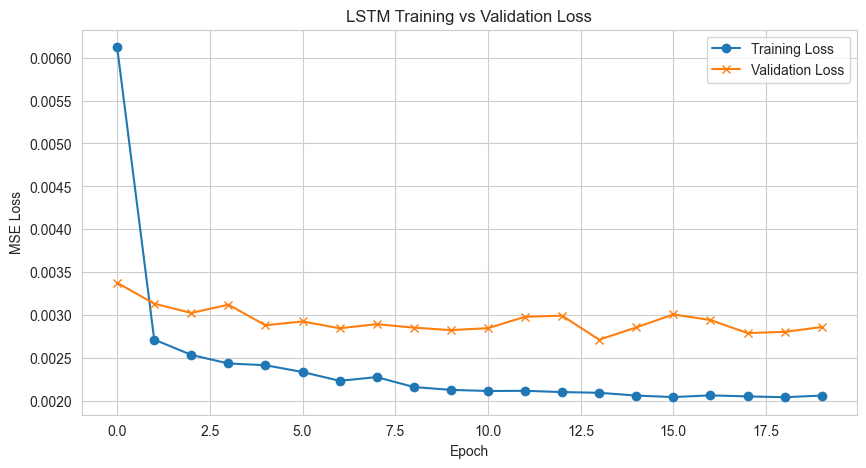 LSTM Training vs Validation Loss
Training Loss
Validation Loss
0.0060
0.0055
0.0050
0.0045
0.0040
0.0035
0.0030
0.0025
0.0020
MSE Loss
0.0 2.5 5.0 7.5 10.0 12.5 15.0 17.5
Epoch